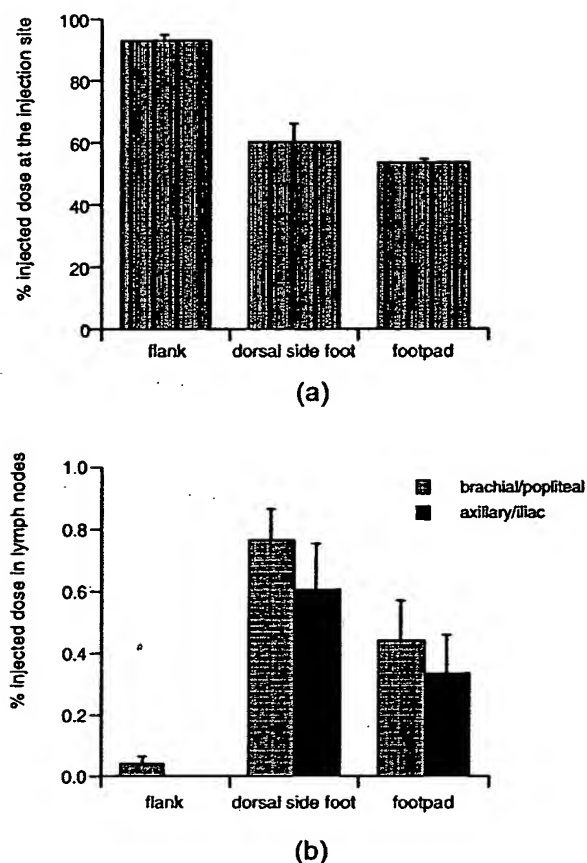 % injected dose at the injection site
100
80
60
40
20
0
flank
dorsal side foot
footpad
(a)
% injected dose in lymph nodes
1.0
0.8
0.6
0.4
0.2
0.0
brachial/popliteal
axillary/iliac
flank
dorsal side foot
footpad
(b)